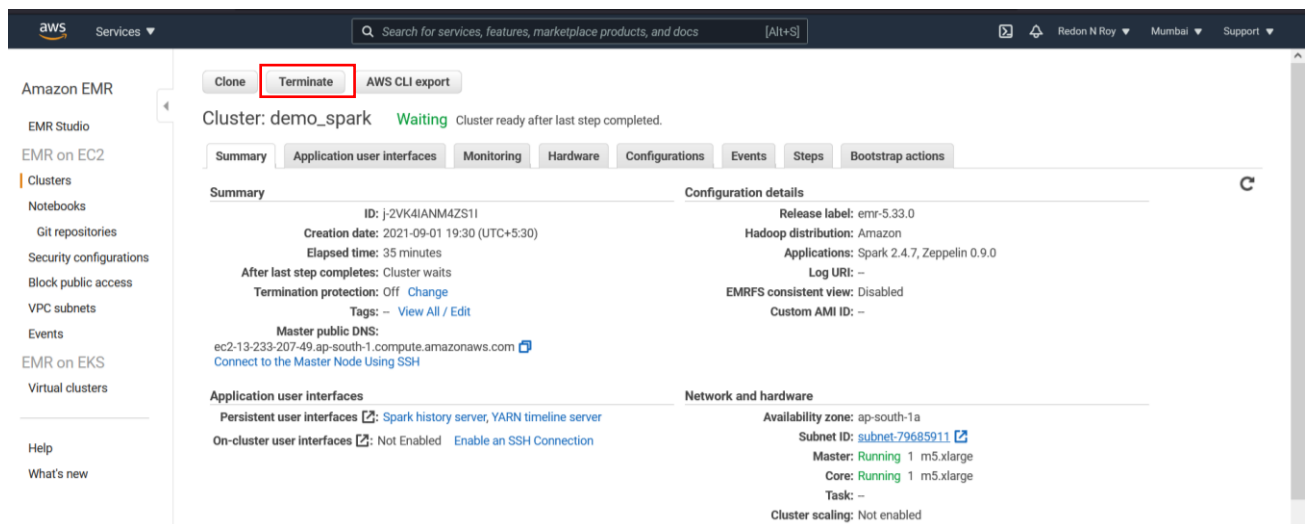 aws Services ▼ Search for services, features, marketplace products, and docs [Alt+S] Redon N Roy ▼ Mumbai ▼ Support ▼
Amazon EMR
EMR Studio
EMR on EC2
Clusters
Notebooks
Git repositories
Security configurations
Block public access
VPC subnets
Events
EMR on EKS
Virtual clusters
Help
What's new
Clone Terminate AWS CLI export
Cluster: demo_spark Waiting Cluster ready after last step completed.
Summary Application user interfaces Monitoring Hardware Configurations Events Steps Bootstrap actions
Summary
ID: j-2VK4IANM4ZS1I
Creation date: 2021-09-01 19:30 (UTC+5:30)
Elapsed time: 35 minutes
After last step completes: Cluster waits
Termination protection: Off Change
Tags: -- View All / Edit
Master public DNS:
ec2-13-233-207-49.ap-south-1.compute.amazonaws.com
Connect to the Master Node Using SSH
Configuration details
Release label: emr-5.33.0
Hadoop distribution: Amazon
Applications: Spark 2.4.7, Zeppelin 0.9.0
Log URI: --
EMRFS consistent view: Disabled
Custom AMI ID: --
Application user interfaces
Persistent user interfaces : Spark history server, YARN timeline server
On-cluster user interfaces : Not Enabled Enable an SSH Connection
Network and hardware
Availability zone: ap-south-1a
Subnet ID: subnet-79685911
Master: Running 1 m5.xlarge
Core: Running 1 m5.xlarge
Task: --
Cluster scaling: Not enabled